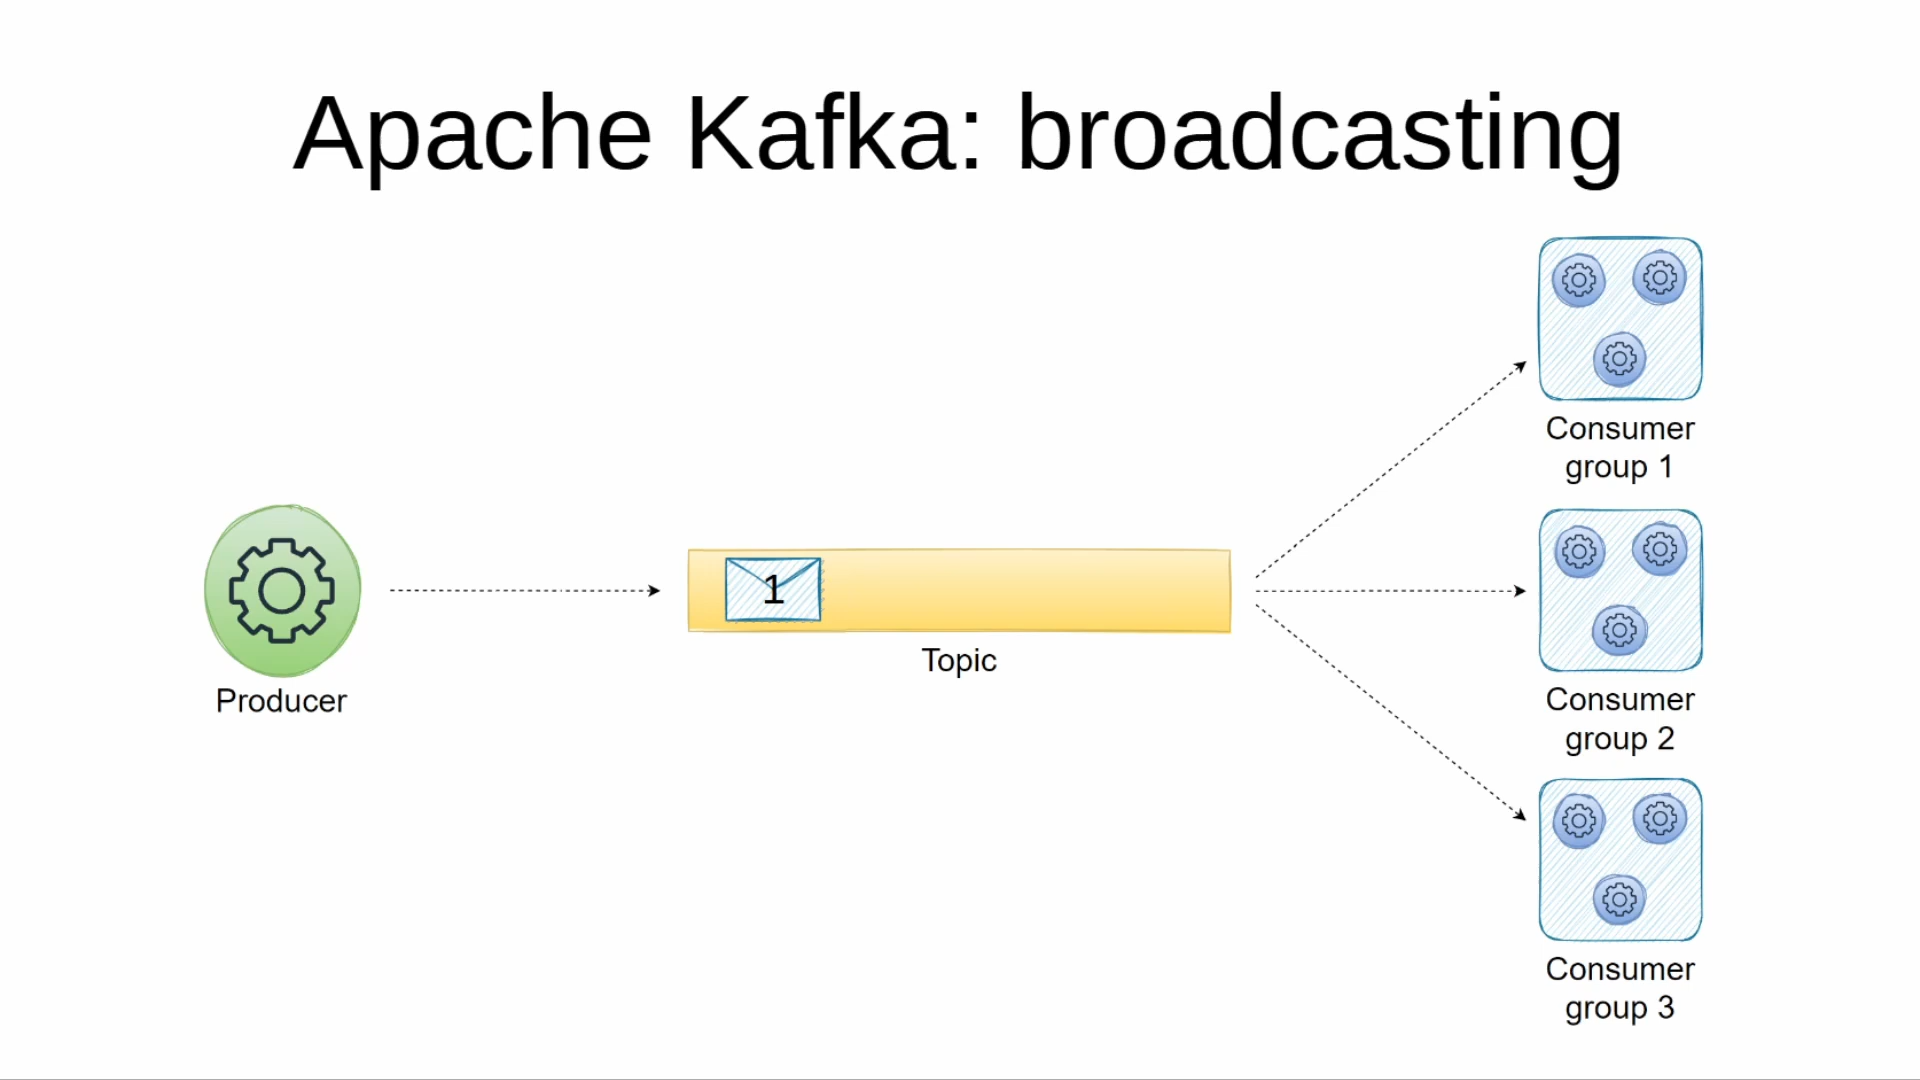 Apache Kafka: broadcasting
Producer
1
Topic
Consumer
group 1
Consumer
group 2
Consumer
group 3